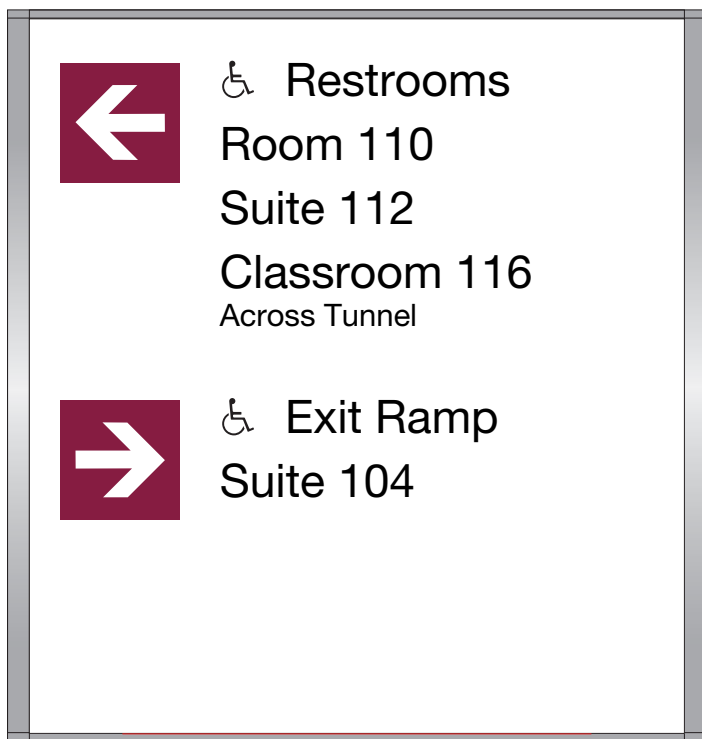 Restrooms
Room 110
Suite 112
Classroom 116
Across Tunnel
Exit Ramp
Suite 104